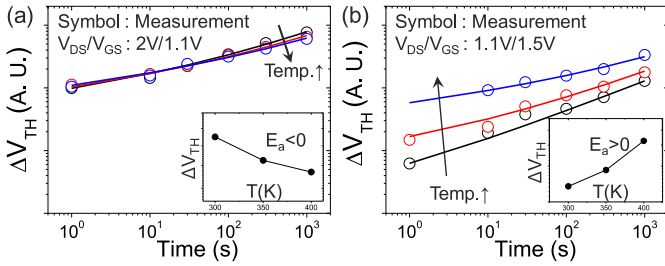 (a)
Symbol : Measurement
V_DS/V_GS : 2V/1.1V
Temp.↑
E_a<0
ΔV_TH
T(K)
300 350 400
ΔV_TH (A. U.)
10^0 10^1 10^2 10^3
Time (s)
(b)
Symbol : Measurement
V_DS/V_GS : 1.1V/1.5V
Temp.↑
E_a>0
ΔV_TH
T(K)
300 350 400
ΔV_TH (A. U.)
10^0 10^1 10^2 10^3
Time (s)